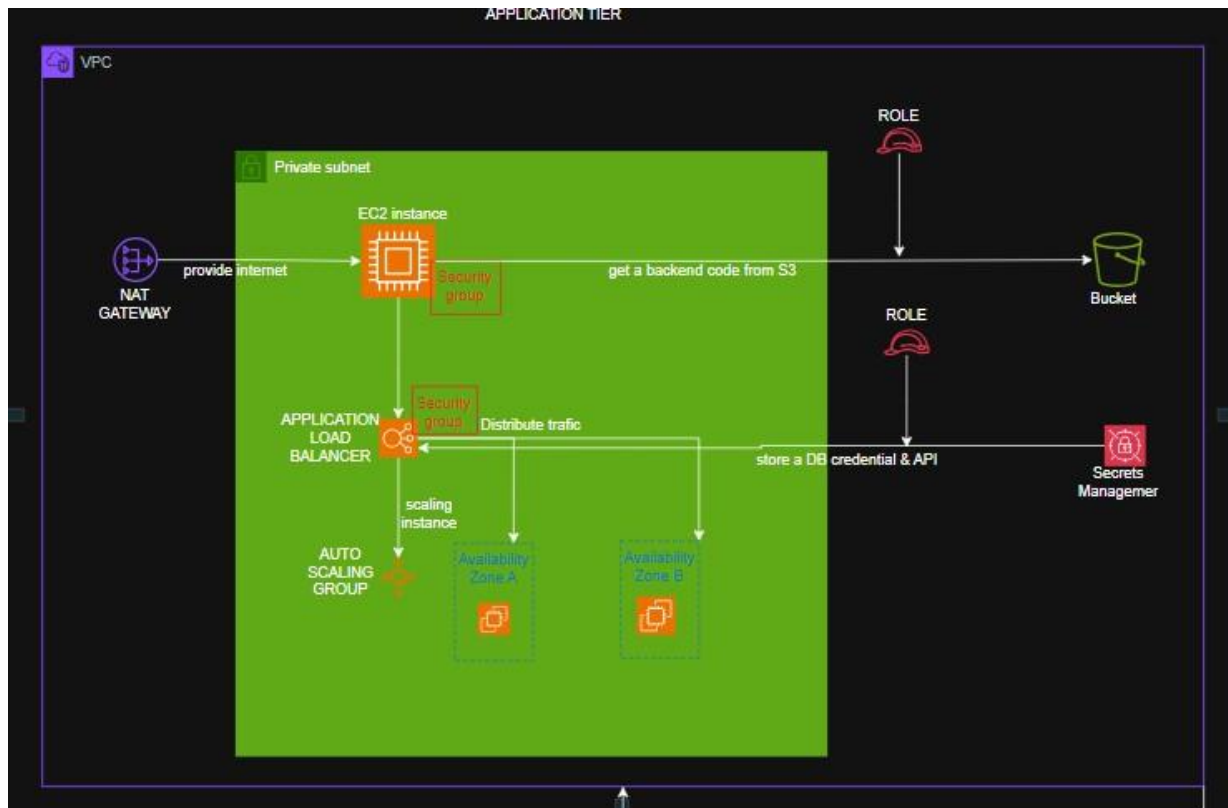 APPLICATION TIER
VPC
ROLE
Private subnet
EC2 instance
provide internet
Security
group
get a backend code from S3
NAT
GATEWAY
Bucket
ROLE
APPLICATION
LOAD
BALANCER
Security
group
Distribute trafic
store a DB credential & API
Secrets
Managemer
scaling
instance
AUTO
SCALING
GROUP
Availability
Zone A
Availability
Zone B